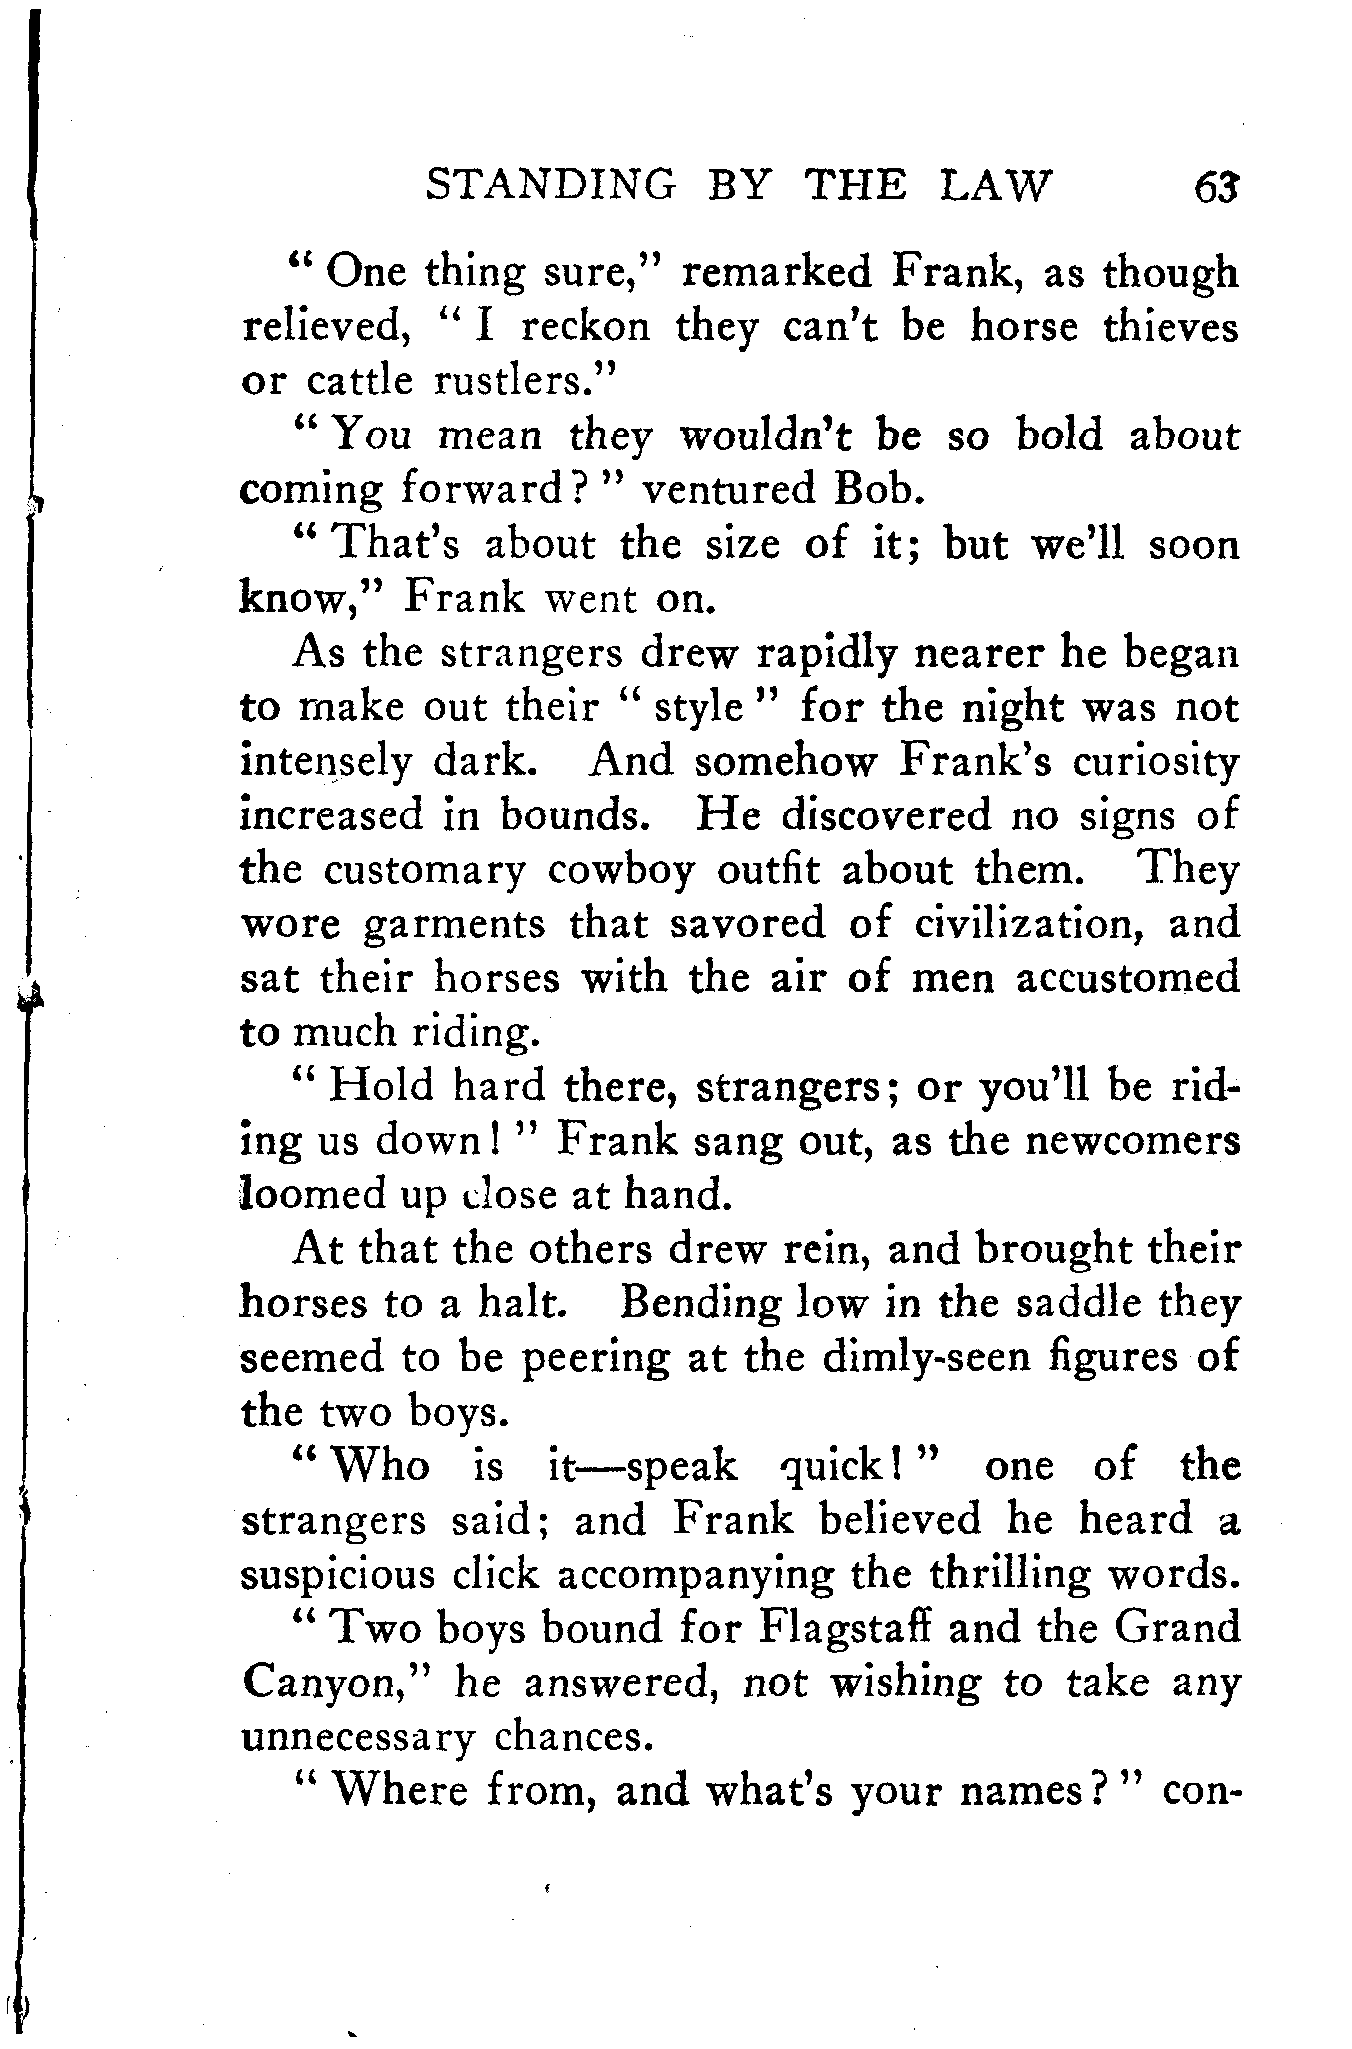 STANDING BY THE LAW 63
“ One thing sure,” remarked Frank, as though
relieved, “ I reckon they can’t be horse thieves
or cattle rustlers.”
“ You mean they wouldn’t be so bold about
coming forward? ” ventured Bob.
“ That’s about the size of it; but we’ll soon
know,” Frank went on.
As the strangers drew rapidly nearer he began
to make out their “ style ” for the night was not
intensely dark. And somehow Frank’s curiosity
increased in bounds. He discovered no signs of
the customary cowboy outfit about them. They
wore garments that savored of civilization, and
sat their horses with the air of men accustomed
to much riding.
“ Hold hard there, strangers; or you’ll be rid-
ing us down! ” Frank sang out, as the newcomers
loomed up close at hand.
At that the others drew rein, and brought their
horses to a halt. Bending low in the saddle they
seemed to be peering at the dimly-seen figures of
the two boys.
“ Who is it—speak quick! ” one of the
strangers said; and Frank believed he heard a
suspicious click accompanying the thrilling words.
“ Two boys bound for Flagstaff and the Grand
Canyon,” he answered, not wishing to take any
unnecessary chances.
“ Where from, and what’s your names? ” con-